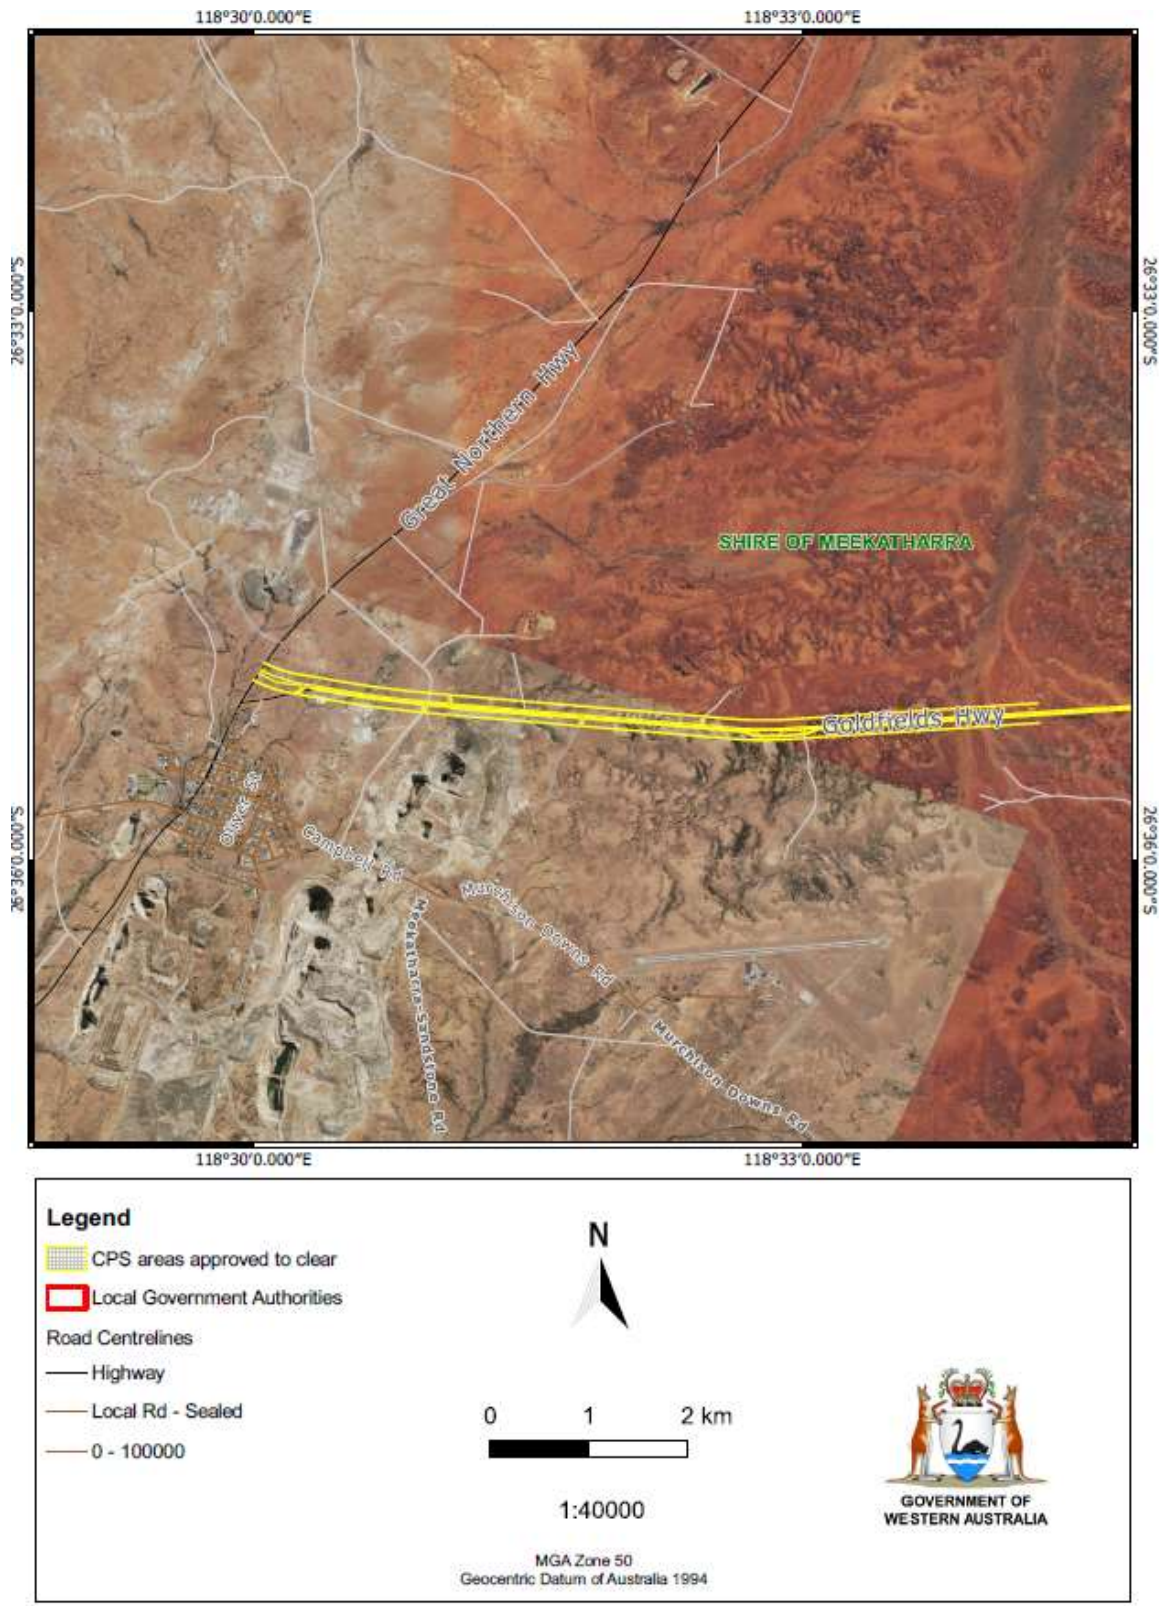 118°30'0.000"E
118°33'0.000"E
26°33'0.000"S
26°33'0.000"S
Great Northern Hwy
SHIRE OF MEEKATHARRA
Goldfields Hwy
Oliver St
Campbell Rd
Murchison Downs Rd
26°36'0.000"S
26°36'0.000"S
Meekatharra-Sandstone Rd
Murchison Downs Rd
118°30'0.000"E
118°33'0.000"E
Legend
CPS areas approved to clear
Local Government Authorities
Road Centrelines
Highway
Local Rd - Sealed
0 - 100000
N
0 1 2 km
1:40000
MGA Zone 50
Geocentric Datum of Australia 1994
GOVERNMENT OF
WESTERN AUSTRALIA